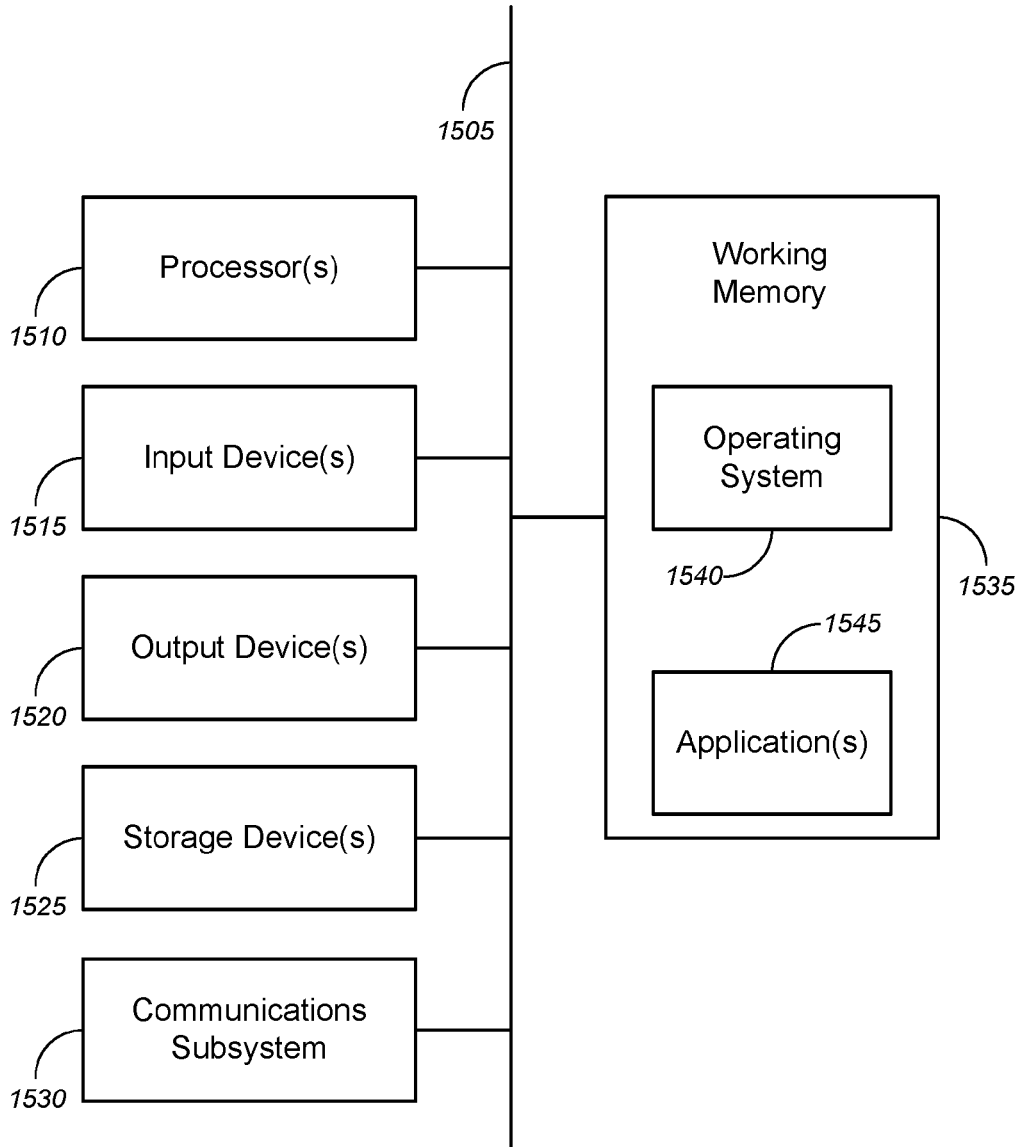 1505
Processor(s)
1510
Input Device(s)
1515
Output Device(s)
1520
Storage Device(s)
1525
Communications
Subsystem
1530
Working
Memory
Operating
System
1540
1535
1545
Application(s)